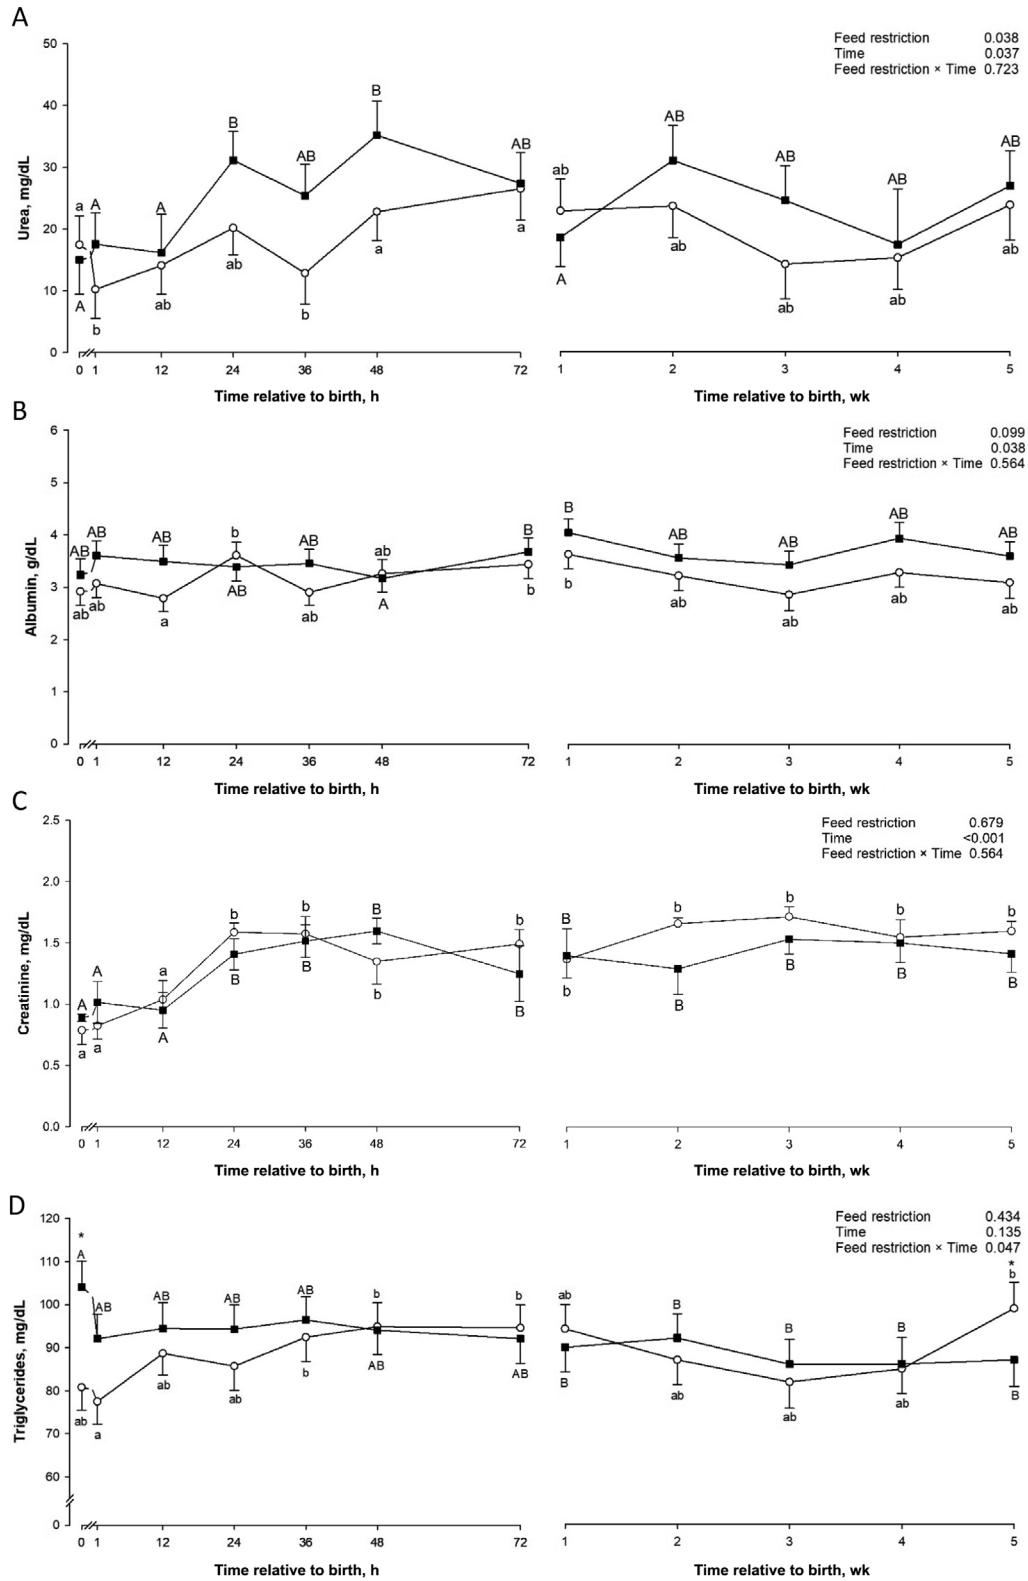 A
Feed restriction 0.038
Time 0.037
Feed restriction × Time 0.723
50
40
30
20
10
0
Urea, mg/dL
a A A B AB B AB
A b ab ab b a a
ab AB AB AB AB
A ab ab ab ab
0 1 12 24 36 48 72
1 2 3 4 5
Time relative to birth, h
Time relative to birth, wk
B
Feed restriction 0.099
Time 0.038
Feed restriction × Time 0.564
6
5
4
3
2
1
0
Albumin, g/dL
AB AB AB b AB ab B
ab ab a AB ab A b
B AB AB AB AB
b ab ab ab ab
0 1 12 24 36 48 72
1 2 3 4 5
Time relative to birth, h
Time relative to birth, wk
C
Feed restriction 0.679
Time <0.001
Feed restriction × Time 0.564
2.5
2.0
1.5
1.0
0.5
0.0
Creatinine, mg/dL
A A a b b B b
a a A B B b B
B b b b b
b B B B B
0 1 12 24 36 48 72
1 2 3 4 5
Time relative to birth, h
Time relative to birth, wk
D
Feed restriction 0.434
Time 0.135
Feed restriction × Time 0.047
120
110
100
90
80
70
60
0
Triglycerides, mg/dL
* *
A AB AB AB AB b b
ab a ab ab b AB AB
ab B B B b
B ab ab ab B
0 1 12 24 36 48 72
1 2 3 4 5
Time relative to birth, h
Time relative to birth, wk